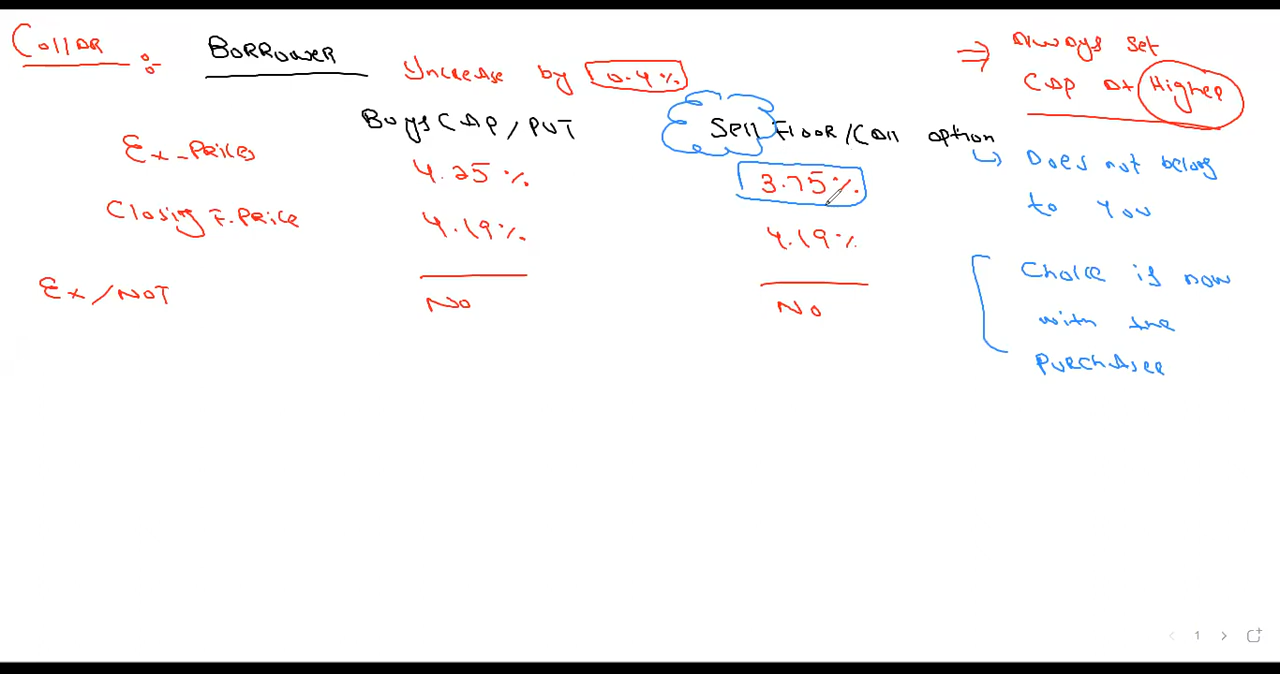 Collar :- BORROWER
Increase by 0.4%
⇒ Always set
CAP At Higher
Buys CAP / PUT
Sell Floor/Call option
Ex-Prices 4.25% 3.75%
↳ Does not belong
to You
Closing F.Price 4.19% 4.19%
Ex/NOT No No
Choice is now
with the
Purchaser
1